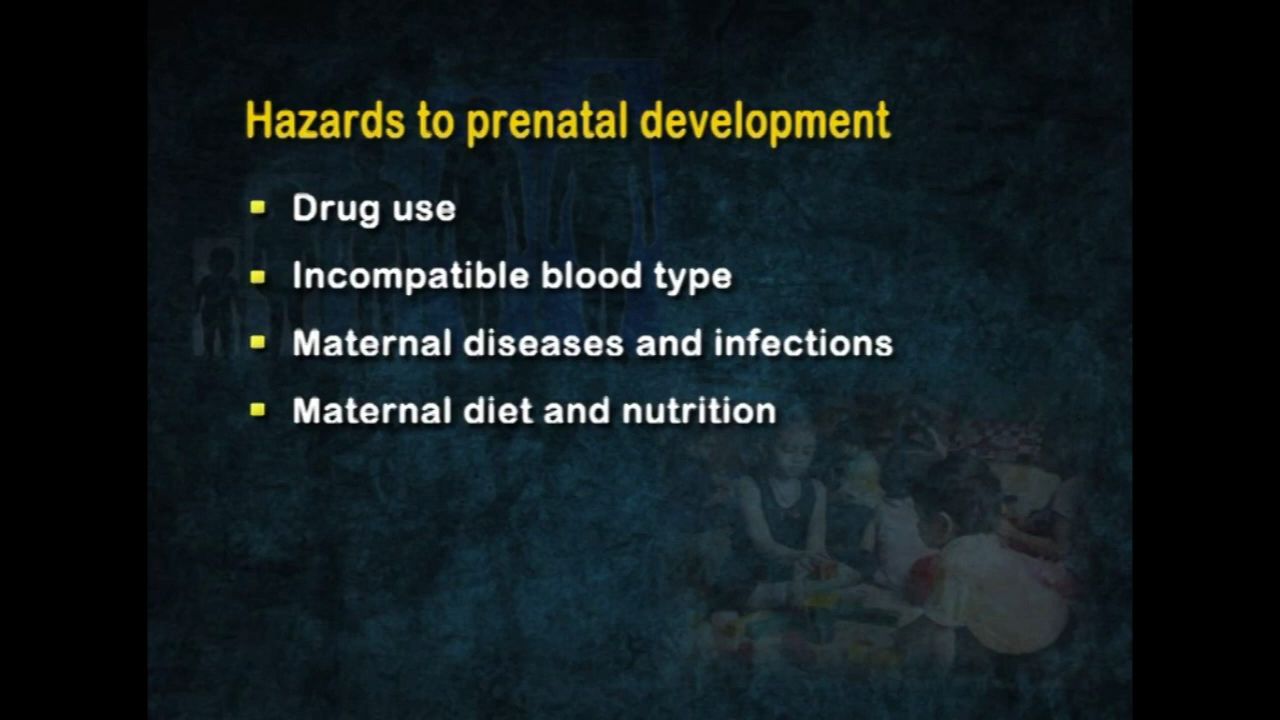 Hazards to prenatal development
Drug use
Incompatible blood type
Maternal diseases and infections
Maternal diet and nutrition